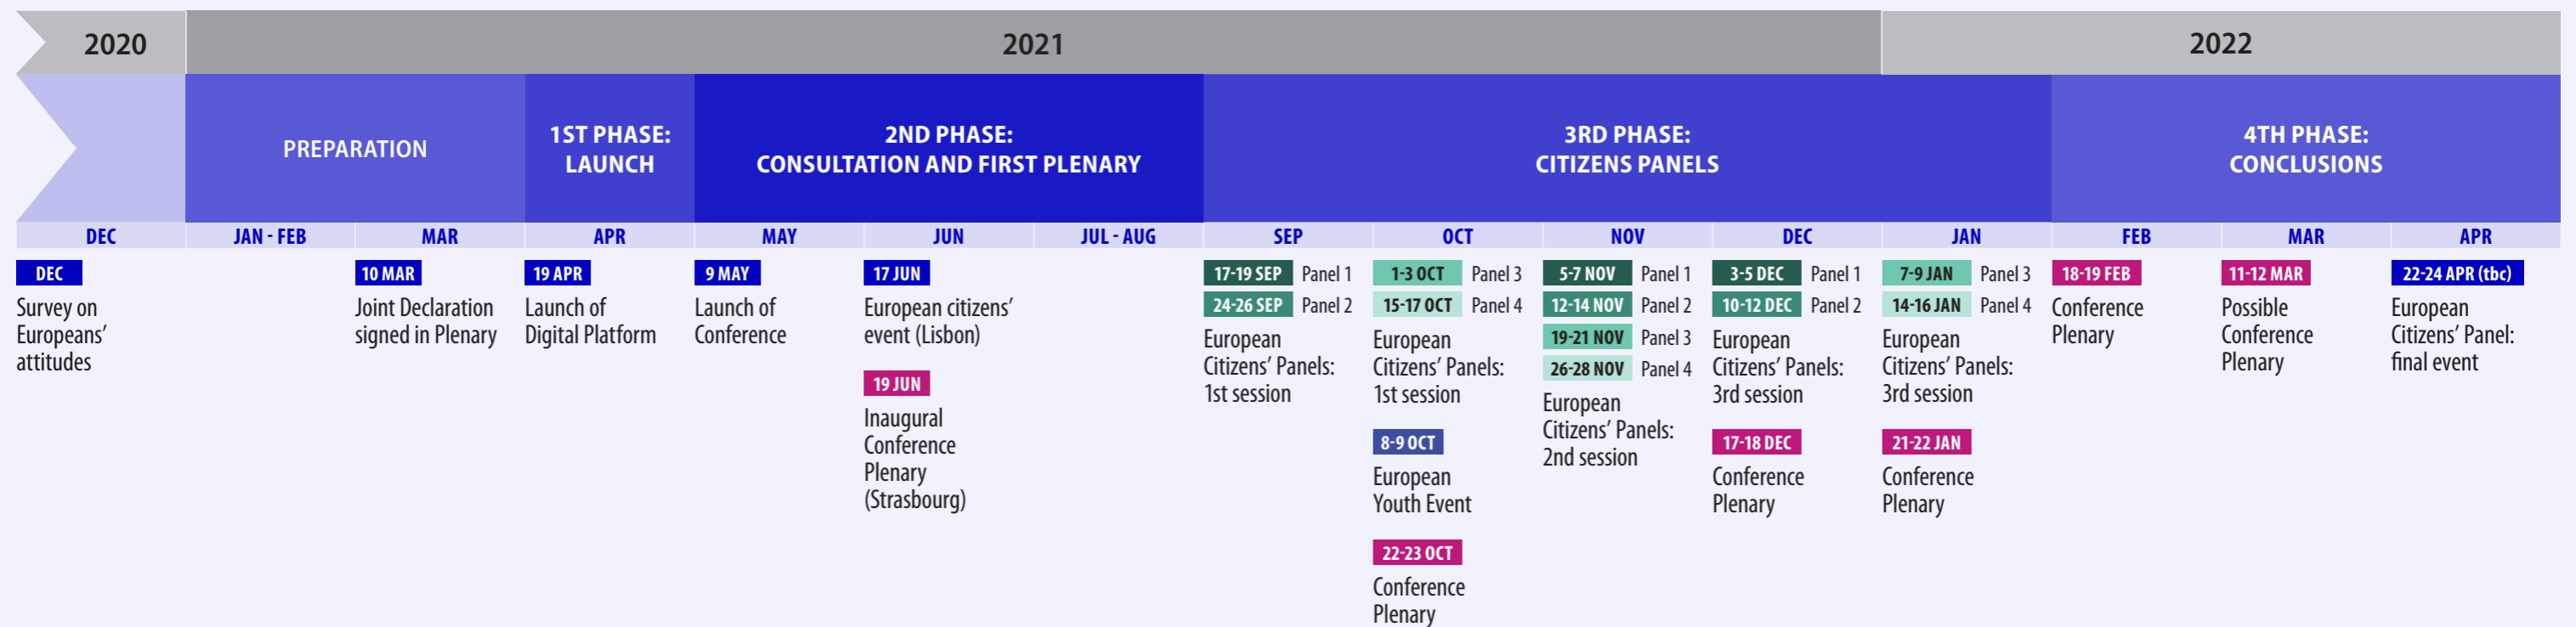 2020
2021
2022
PREPARATION
1ST PHASE:
LAUNCH
2ND PHASE:
CONSULTATION AND FIRST PLENARY
3RD PHASE:
CITIZENS PANELS
4TH PHASE:
CONCLUSIONS
DEC
JAN - FEB
MAR
APR
MAY
JUN
JUL - AUG
SEP
OCT
NOV
DEC
JAN
FEB
MAR
APR
DEC
Survey on
Europeans’
attitudes
10 MAR
Joint Declaration
signed in Plenary
19 APR
Launch of
Digital Platform
9 MAY
Launch of
Conference
17 JUN
European citizens’
event (Lisbon)
19 JUN
Inaugural
Conference
Plenary
(Strasbourg)
17-19 SEP Panel 1
24-26 SEP Panel 2
European
Citizens’ Panels:
1st session
1-3 OCT Panel 3
15-17 OCT Panel 4
European
Citizens’ Panels:
1st session
8-9 OCT
European
Youth Event
22-23 OCT
Conference
Plenary
5-7 NOV Panel 1
12-14 NOV Panel 2
19-21 NOV Panel 3
26-28 NOV Panel 4
European
Citizens’ Panels:
2nd session
3-5 DEC Panel 1
10-12 DEC Panel 2
European
Citizens’ Panels:
3rd session
17-18 DEC
Conference
Plenary
7-9 JAN Panel 3
14-16 JAN Panel 4
European
Citizens’ Panels:
3rd session
21-22 JAN
Conference
Plenary
18-19 FEB
Conference
Plenary
11-12 MAR
Possible
Conference
Plenary
22-24 APR (tbc)
European
Citizens’ Panel:
final event